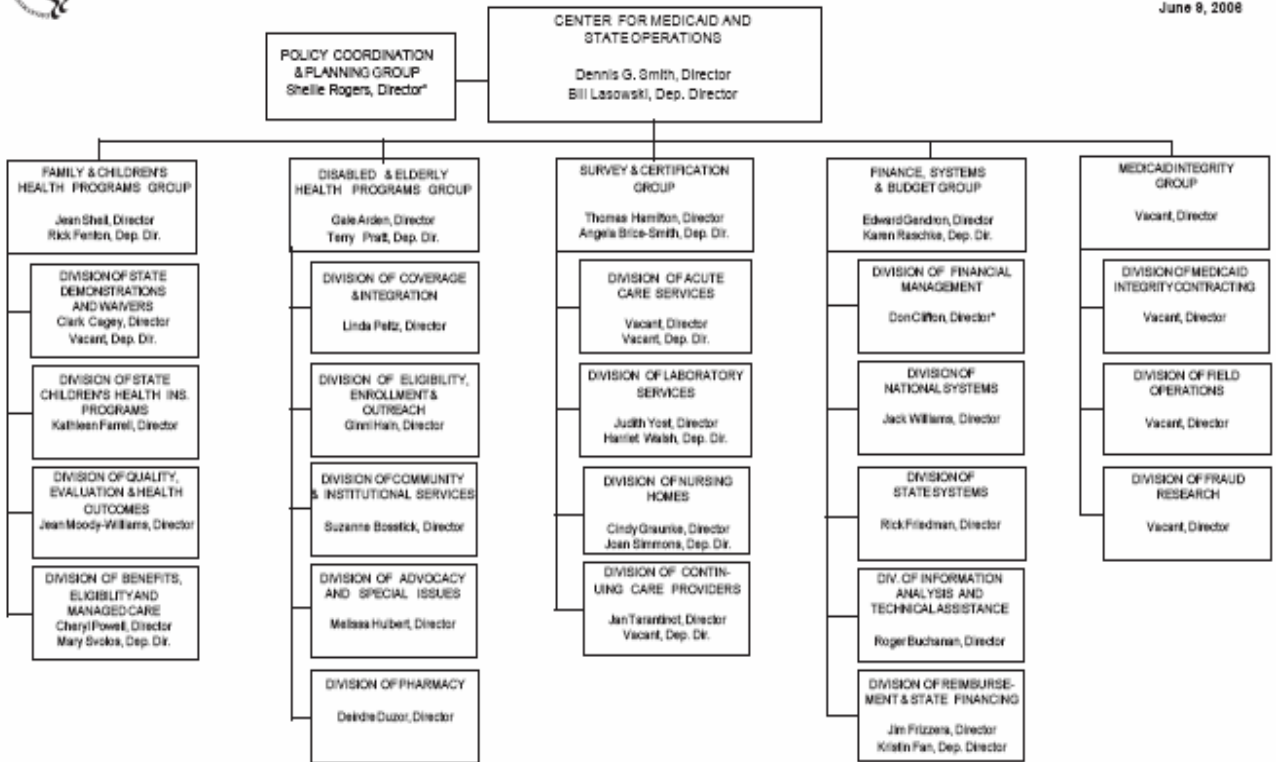 June 9, 2006
CENTER FOR MEDICAID AND
STATE OPERATIONS
Dennis G. Smith, Director
Bill Lasowski, Dep. Director
POLICY COORDINATION
& PLANNING GROUP
Shellie Rogers, Director*
FAMILY & CHILDREN'S
HEALTH PROGRAMS GROUP
Jean Sheil, Director
Rick Fenton, Dep. Dir.
DIVISION OF STATE
DEMONSTRATIONS
AND WAIVERS
Clark Cagey, Director
Vacant, Dep. Dir.
DIVISION OF STATE
CHILDREN'S HEALTH INS.
PROGRAMS
Kathleen Farrell, Director
DIVISION OF QUALITY,
EVALUATION & HEALTH
OUTCOMES
Jean Moody-Williams, Director
DIVISION OF BENEFITS,
ELIGIBILITY AND
MANAGED CARE
Cheryl Powell, Director
Mary Svolos, Dep. Dir.
DISABLED & ELDERLY
HEALTH PROGRAMS GROUP
Gale Arden, Director
Terry Pratt, Dep. Dir.
DIVISION OF COVERAGE
& INTEGRATION
Linda Peltz, Director
DIVISION OF ELIGIBILITY,
ENROLLMENT &
OUTREACH
Ginni Hain, Director
DIVISION OF COMMUNITY
& INSTITUTIONAL SERVICES
Suzanne Bosstick, Director
DIVISION OF ADVOCACY
AND SPECIAL ISSUES
Melissa Hulbert, Director
DIVISION OF PHARMACY
Deirdre Duzor, Director
SURVEY & CERTIFICATION
GROUP
Thomas Hamilton, Director
Angela Brice-Smith, Dep. Dir.
DIVISION OF ACUTE
CARE SERVICES
Vacant, Director
Vacant, Dep. Dir.
DIVISION OF LABORATORY
SERVICES
Judith Yost, Director
Harriet Walsh, Dep. Dir.
DIVISION OF NURSING
HOMES
Cindy Graunke, Director
Joan Simmons, Dep. Dir.
DIVISION OF CONTIN-
UING CARE PROVIDERS
Jan Tarantino†, Director
Vacant, Dep. Dir.
FINANCE, SYSTEMS
& BUDGET GROUP
Edward Gendron, Director
Karen Raschke, Dep. Dir.
DIVISION OF FINANCIAL
MANAGEMENT
Don Clifton, Director*
DIVISION OF
NATIONAL SYSTEMS
Jack Williams, Director
DIVISION OF
STATE SYSTEMS
Rick Friedman, Director
DIV. OF INFORMATION
ANALYSIS AND
TECHNICAL ASSISTANCE
Roger Buchanan, Director
DIVISION OF REIMBURSE-
MENT & STATE FINANCING
Jim Frizzera, Director
Kristin Fan, Dep. Director
MEDICAID INTEGRITY
GROUP
Vacant, Director
DIVISION OF MEDICAID
INTEGRITY CONTRACTING
Vacant, Director
DIVISION OF FIELD
OPERATIONS
Vacant, Director
DIVISION OF FRAUD
RESEARCH
Vacant, Director